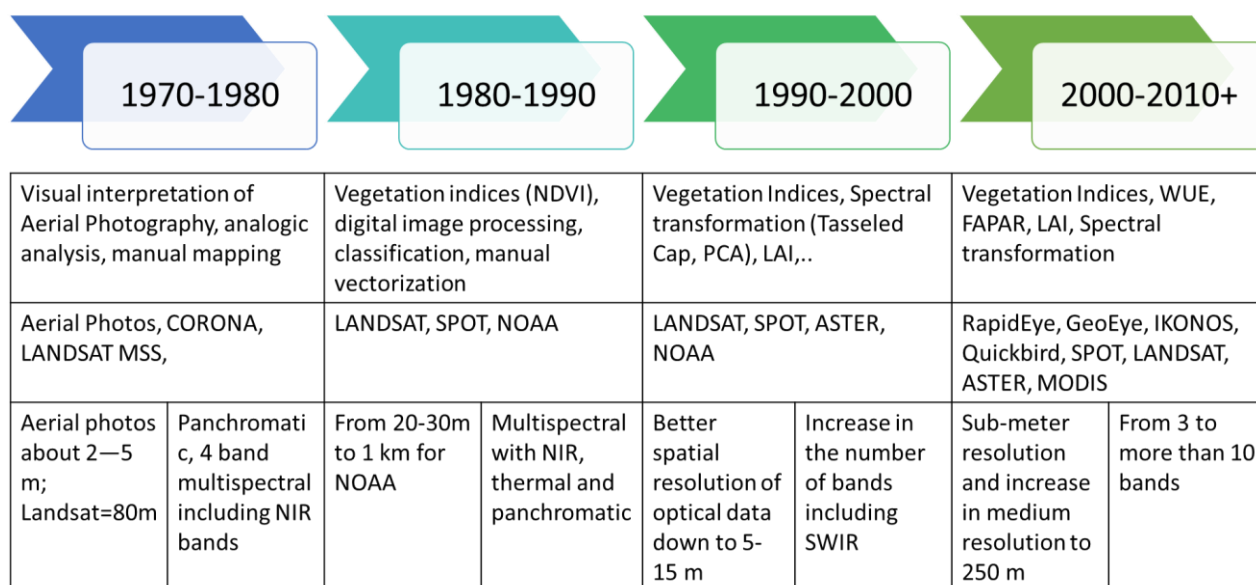 1970-1980
1980-1990
1990-2000
2000-2010+
Visual interpretation of
Aerial Photography, analogic
analysis, manual mapping
Vegetation indices (NDVI),
digital image processing,
classification, manual
vectorization
Vegetation Indices, Spectral
transformation (Tasseled
Cap, PCA), LAI,..
Vegetation Indices, WUE,
FAPAR, LAI, Spectral
transformation
Aerial Photos, CORONA,
LANDSAT MSS,
LANDSAT, SPOT, NOAA
LANDSAT, SPOT, ASTER,
NOAA
RapidEye, GeoEye, IKONOS,
Quickbird, SPOT, LANDSAT,
ASTER, MODIS
Aerial photos
about 2—5
m;
Landsat=80m
Panchromati
c, 4 band
multispectral
including NIR
bands
From 20-30m
to 1 km for
NOAA
Multispectral
with NIR,
thermal and
panchromatic
Better
spatial
resolution of
optical data
down to 5-
15 m
Increase in
the number
of bands
including
SWIR
Sub-meter
resolution
and increase
in medium
resolution to
250 m
From 3 to
more than 10
bands